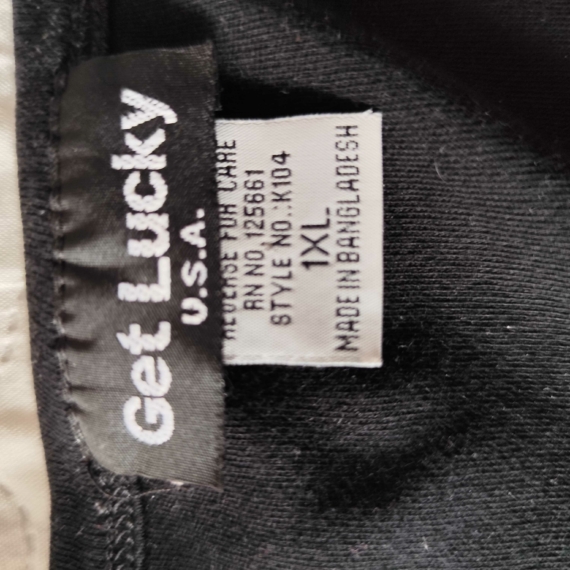 Get Lucky
U.S.A.
REVERSE FOR CARE
RN NO.125661
STYLE NO.:K104
1XL
MADE IN BANGLADESH